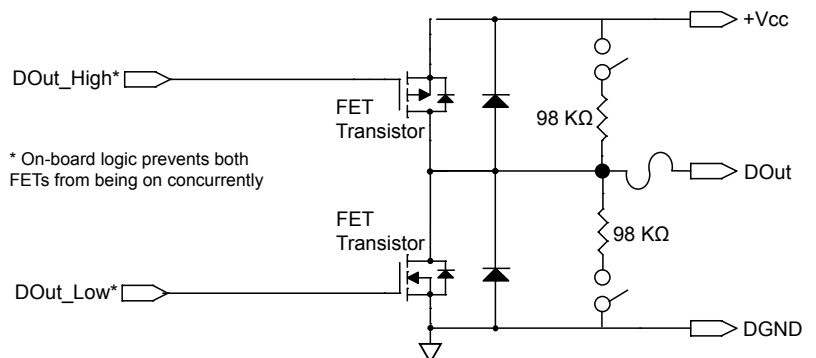 +Vcc
DOut_High*
FET
Transistor
98 KΩ
* On-board logic prevents both
FETs from being on concurrently
DOut
FET
Transistor
98 KΩ
DOut_Low*
DGND